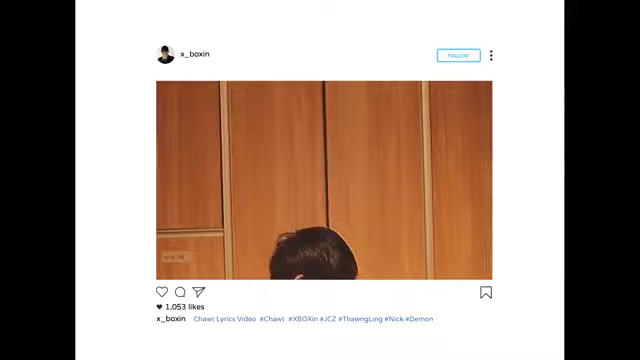 x_boxin
FOLLOW
1,053 likes
x_boxin Chawt Lyrics Video #Chawt #XBOXin #JCZ #ThawngLing #Nick #Demon